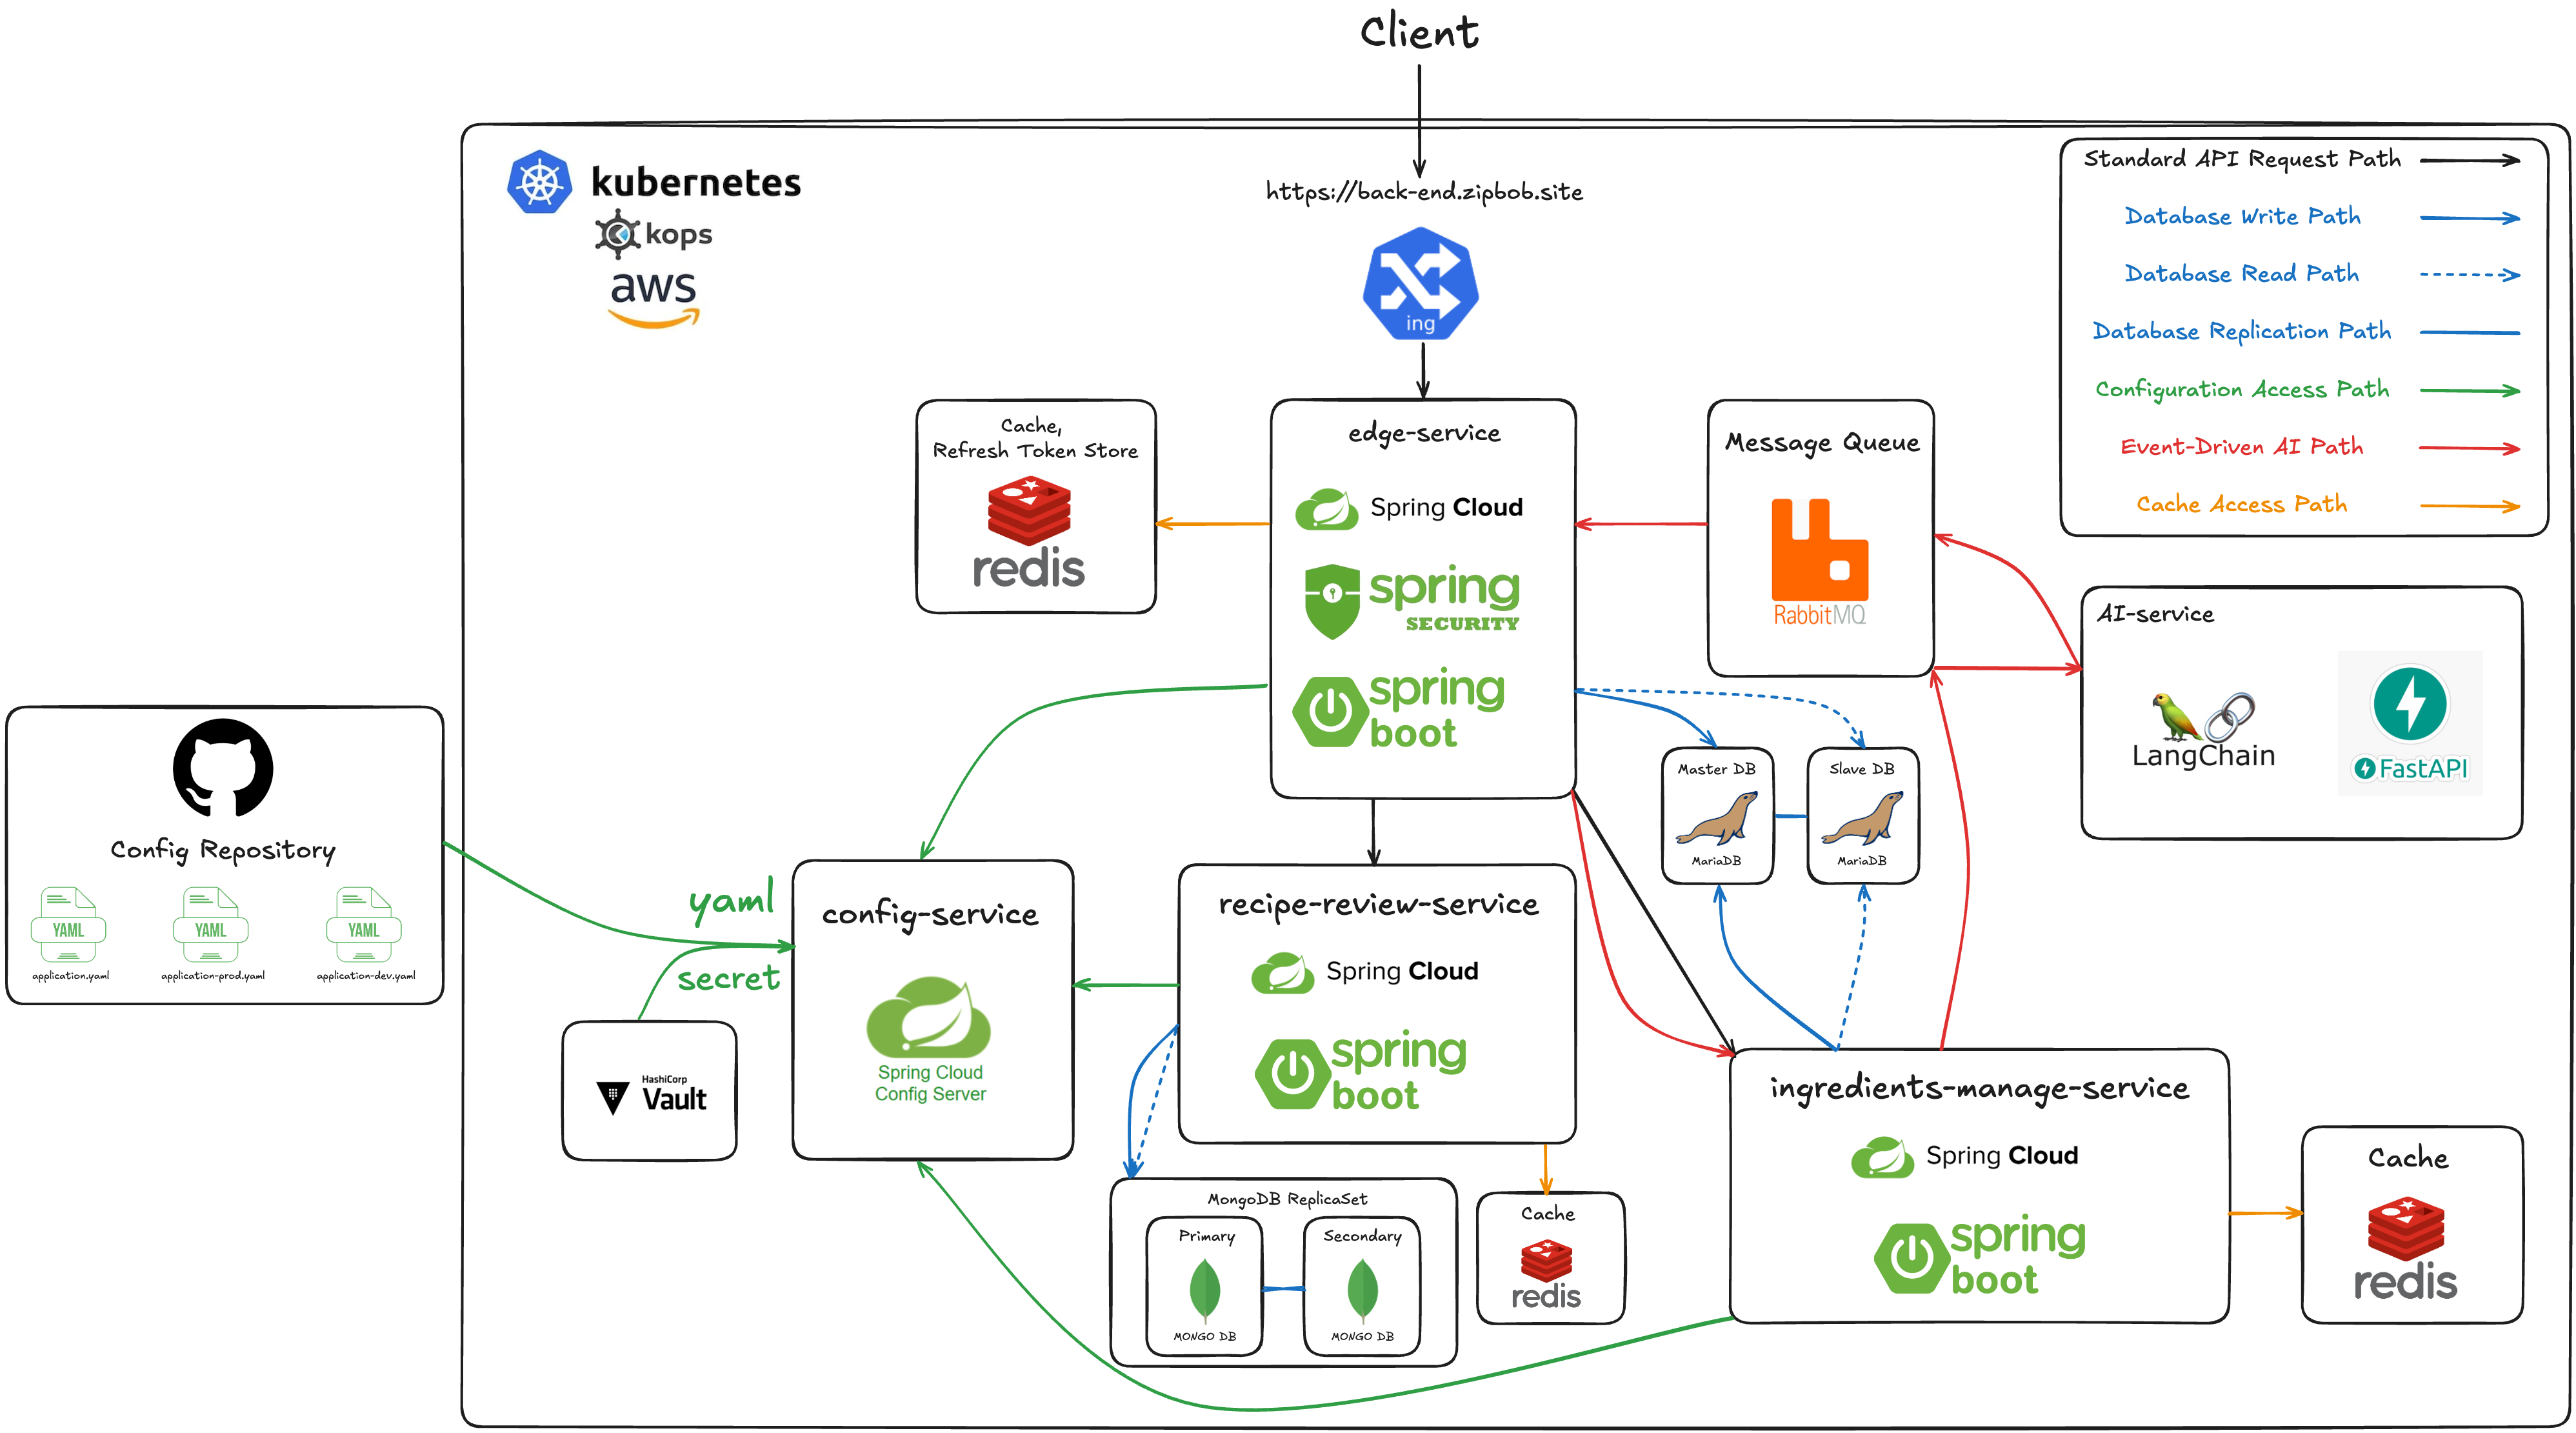 Client
https://back-end.zipbob.site
kubernetes
kops
aws
ing
Standard API Request Path
Database Write Path
Database Read Path
Database Replication Path
Configuration Access Path
Event-Driven AI Path
Cache Access Path
Cache,
Refresh Token Store
redis
edge-service
Spring Cloud
spring
SECURITY
spring
boot
Message Queue
RabbitMQ
AI-service
LangChain
FastAPI
Master DB
MariaDB
Slave DB
MariaDB
Config Repository
YAML
application.yaml
YAML
application-prod.yaml
YAML
application-dev.yaml
yaml
secret
HashiCorp
Vault
config-service
Spring Cloud
Config Server
recipe-review-service
Spring Cloud
spring
boot
MongoDB ReplicaSet
Primary
MONGO DB
Secondary
MONGO DB
Cache
redis
ingredients-manage-service
Spring Cloud
spring
boot
Cache
redis